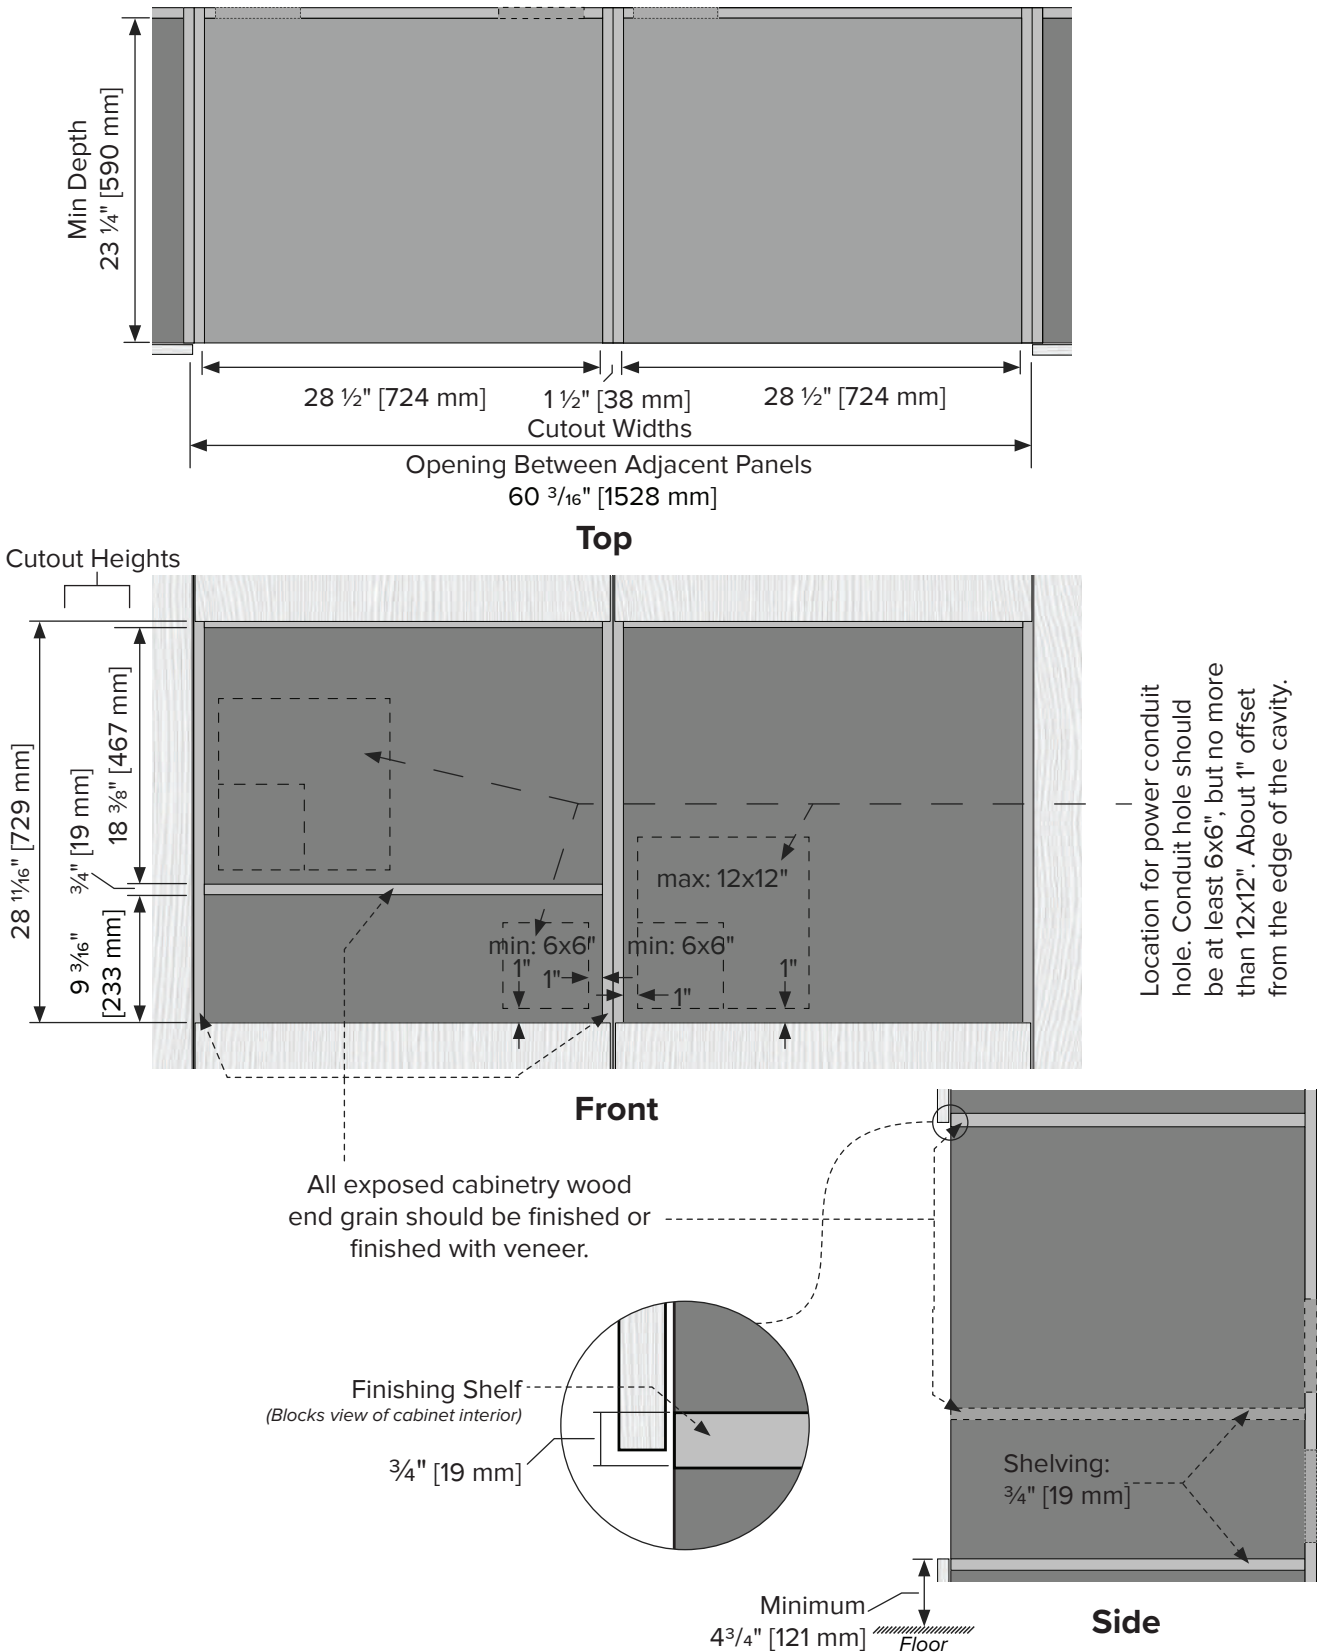 Min Depth
23 ¼" [590 mm]
28 ½" [724 mm]
1 ½" [38 mm]
28 ½" [724 mm]
Cutout Widths
Opening Between Adjacent Panels
60 3/16" [1528 mm]
Top
Cutout Heights
28 11/16" [729 mm]
18 ⅜" [467 mm]
¾" [19 mm]
9 3/16"
[233 mm]
max: 12x12"
min: 6x6"
min: 6x6"
1"
1"
1"
1"
Location for power conduit
hole. Conduit hole should
be at least 6x6", but no more
than 12x12". About 1" offset
from the edge of the cavity.
Front
All exposed cabinetry wood
end grain should be finished or
finished with veneer.
Finishing Shelf
(Blocks view of cabinet interior)
¾" [19 mm]
Shelving:
¾" [19 mm]
Minimum
4 3/4" [121 mm]
Floor
Side